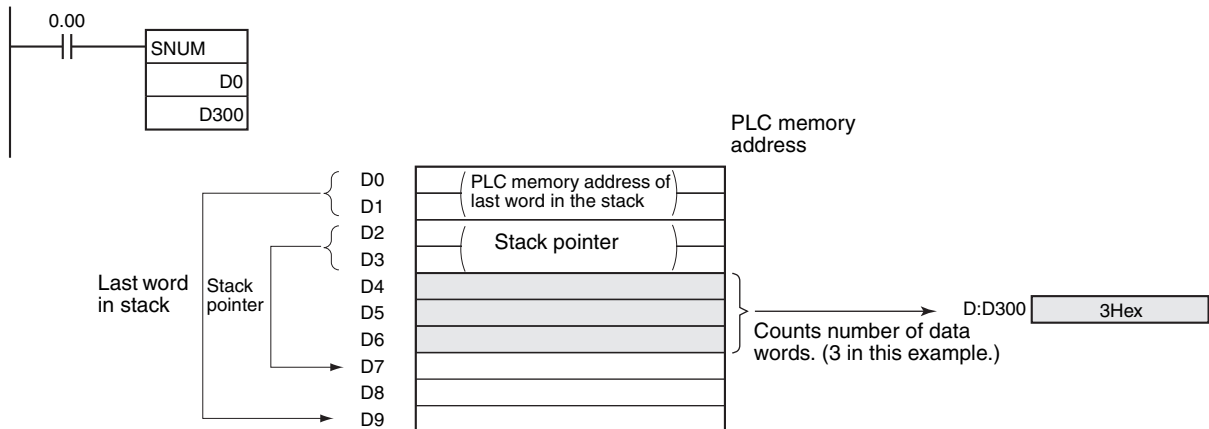 0.00
SNUM
D0
D300
PLC memory
address
D0
D1
D2
D3
D4
D5
D6
D7
D8
D9
PLC memory address of
last word in the stack
Stack pointer
Last word
in stack
Stack
pointer
Counts number of data
words. (3 in this example.)
D:D300
3Hex